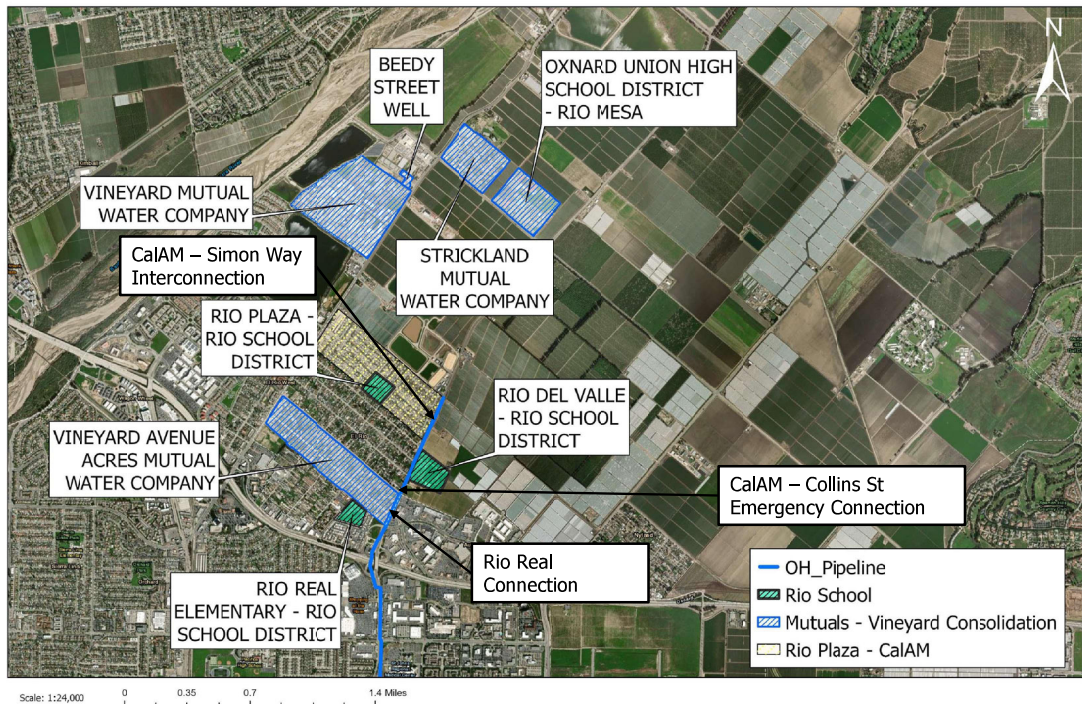 N
BEEDY
STREET
WELL
OXNARD UNION HIGH
SCHOOL DISTRICT
- RIO MESA
VINEYARD MUTUAL
WATER COMPANY
STRICKLAND
MUTUAL
WATER COMPANY
CalAM – Simon Way
Interconnection
RIO PLAZA -
RIO SCHOOL
DISTRICT
RIO DEL VALLE
- RIO SCHOOL
DISTRICT
VINEYARD AVENUE
ACRES MUTUAL
WATER COMPANY
CalAM – Collins St
Emergency Connection
Rio Real
Connection
RIO REAL
ELEMENTARY - RIO
SCHOOL DISTRICT
OH_Pipeline
Rio School
Mutuals - Vineyard Consolidation
Rio Plaza - CalAM
Scale: 1:24,000
0 0.35 0.7 1.4 Miles